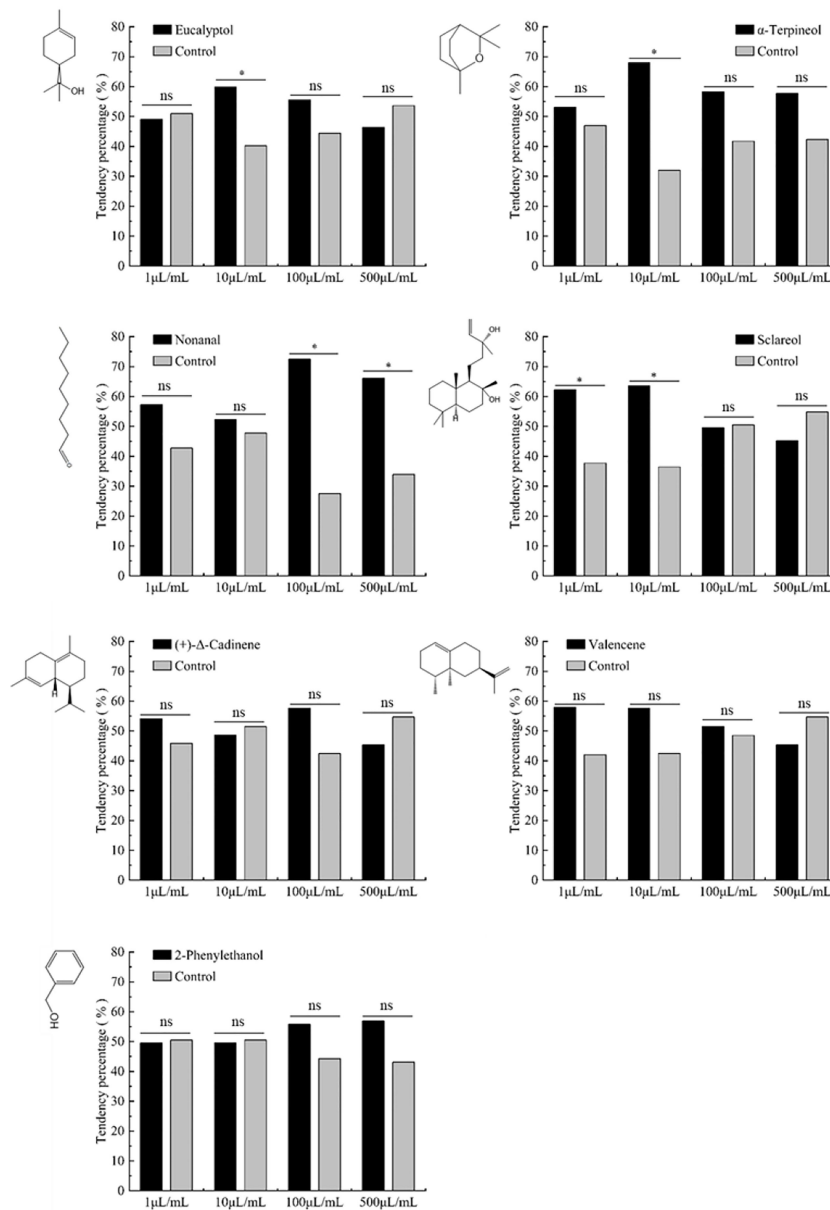 Eucalyptol
Control
ns
*
ns
ns
80
70
60
50
40
30
20
10
0
Tendency percentage ( % )
1μL/mL
10μL/mL
100μL/mL
500μL/mL
OH
α-Terpineol
Control
ns
*
ns
ns
80
70
60
50
40
30
20
10
0
Tendency percentage ( % )
1μL/mL
10μL/mL
100μL/mL
500μL/mL
O
Nonanal
Control
ns
ns
*
*
80
70
60
50
40
30
20
10
0
Tendency percentage ( % )
1μL/mL
10μL/mL
100μL/mL
500μL/mL
O
Sclareol
Control
*
*
ns
ns
80
70
60
50
40
30
20
10
0
Tendency percentage ( % )
1μL/mL
10μL/mL
100μL/mL
500μL/mL
OH
OH
H
(+)-Δ-Cadinene
Control
ns
ns
ns
ns
80
70
60
50
40
30
20
10
0
Tendency percentage ( % )
1μL/mL
10μL/mL
100μL/mL
500μL/mL
H
Valencene
Control
ns
ns
ns
ns
80
70
60
50
40
30
20
10
0
Tendency percentage ( % )
1μL/mL
10μL/mL
100μL/mL
500μL/mL
2-Phenylethanol
Control
ns
ns
ns
ns
80
70
60
50
40
30
20
10
0
Tendency percentage ( % )
1μL/mL
10μL/mL
100μL/mL
500μL/mL
OH